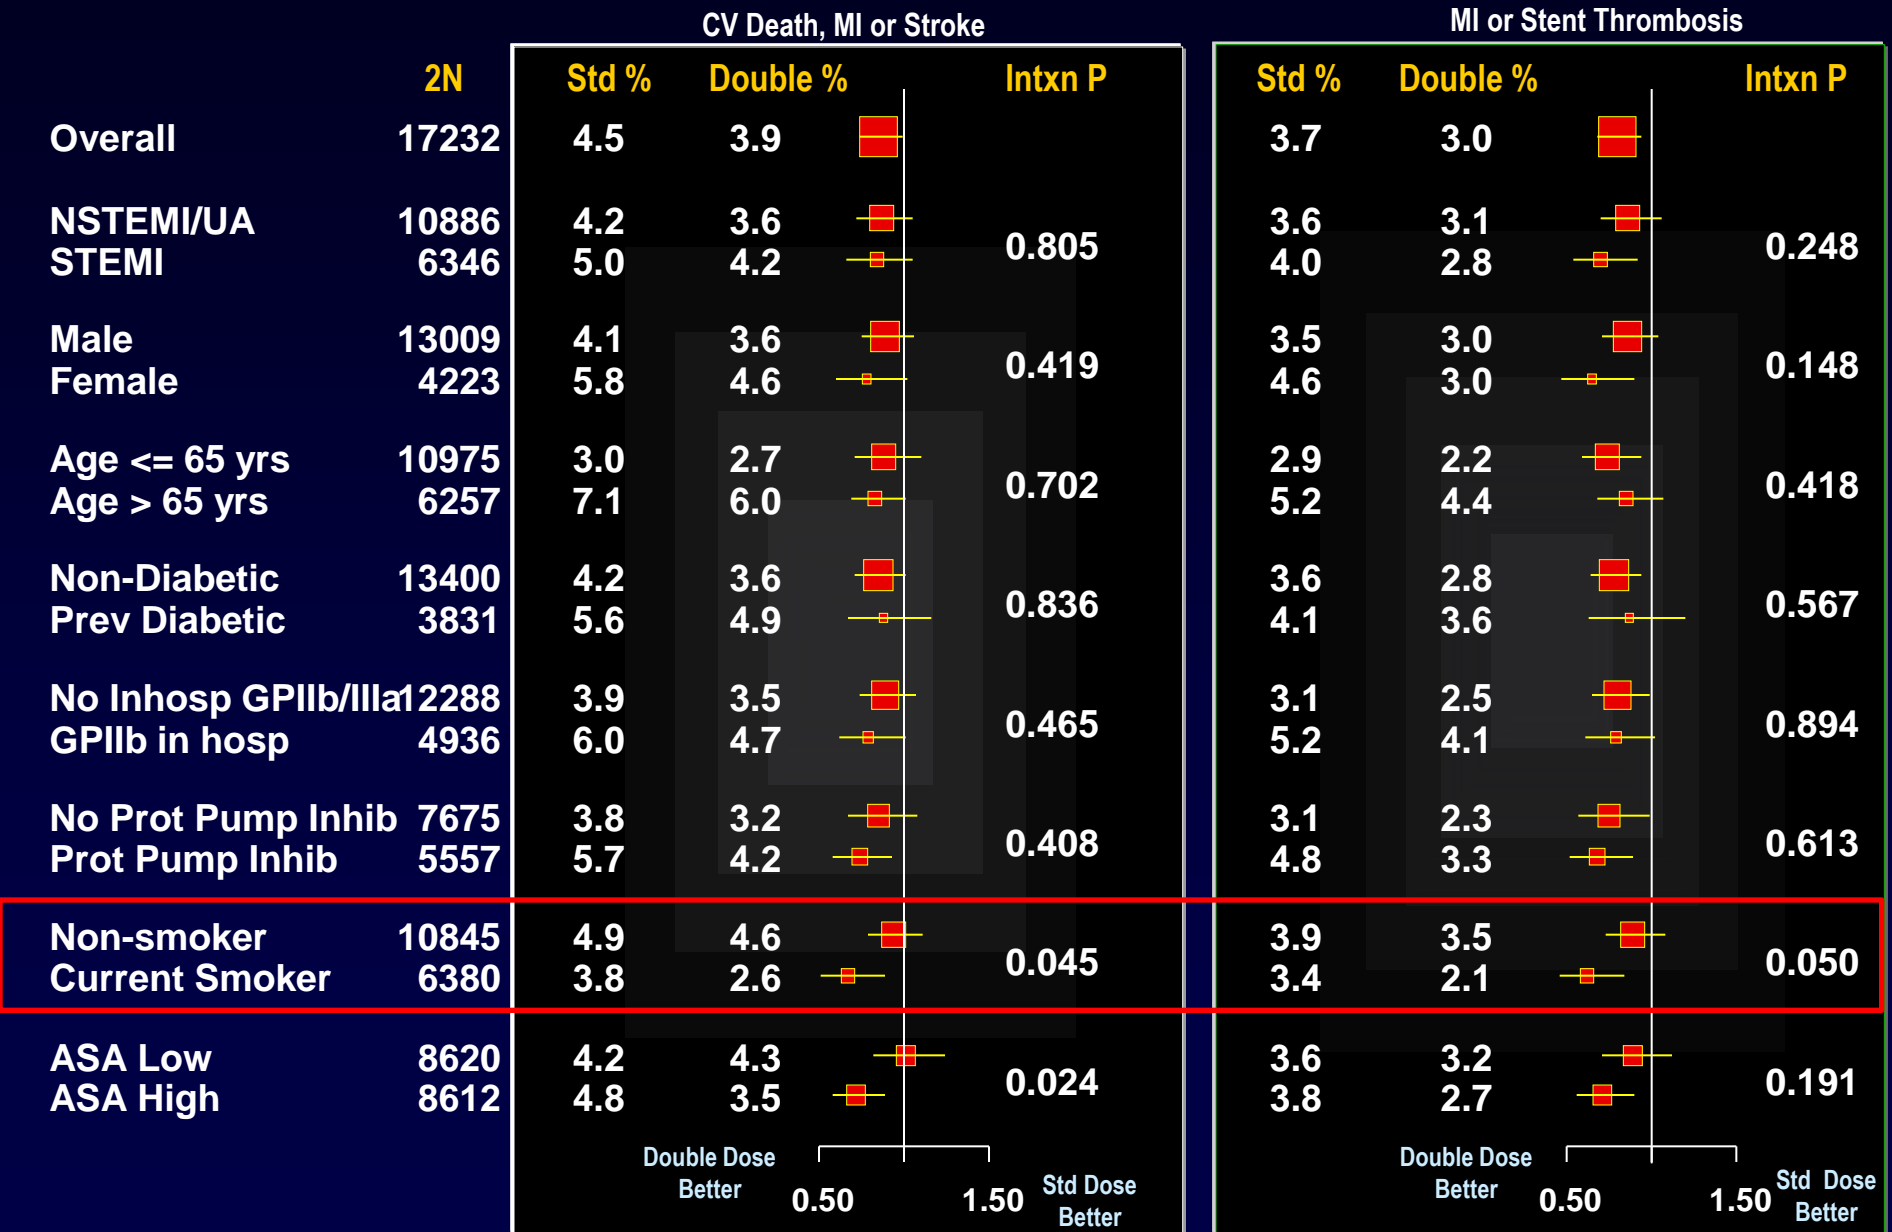 CV Death, MI or Stroke MI or Stent Thrombosis
2N Std % Double % Intxn P Std % Double % Intxn P
Overall 17232 4.5 3.9 3.7 3.0
NSTEMI/UA 10886 4.2 3.6 3.6 3.1
0.805 0.248
STEMI 6346 5.0 4.2 4.0 2.8
Male 13009 4.1 3.6 3.5 3.0
0.419 0.148
Female 4223 5.8 4.6 4.6 3.0
Age <= 65 yrs 10975 3.0 2.7 2.9 2.2
0.702 0.418
Age > 65 yrs 6257 7.1 6.0 5.2 4.4
Non-Diabetic 13400 4.2 3.6 3.6 2.8
0.836 0.567
Prev Diabetic 3831 5.6 4.9 4.1 3.6
No Inhosp GPIIb/IIIa 12288 3.9 3.5 3.1 2.5
0.465 0.894
GPIIb in hosp 4936 6.0 4.7 5.2 4.1
No Prot Pump Inhib 7675 3.8 3.2 3.1 2.3
0.408 0.613
Prot Pump Inhib 5557 5.7 4.2 4.8 3.3
Non-smoker 10845 4.9 4.6 3.9 3.5
0.045 0.050
Current Smoker 6380 3.8 2.6 3.4 2.1
ASA Low 8620 4.2 4.3 3.6 3.2
0.024 0.191
ASA High 8612 4.8 3.5 3.8 2.7
Double Dose
Better
0.50 1.50
Std Dose
Better
Double Dose
Better
0.50 1.50
Std Dose
Better